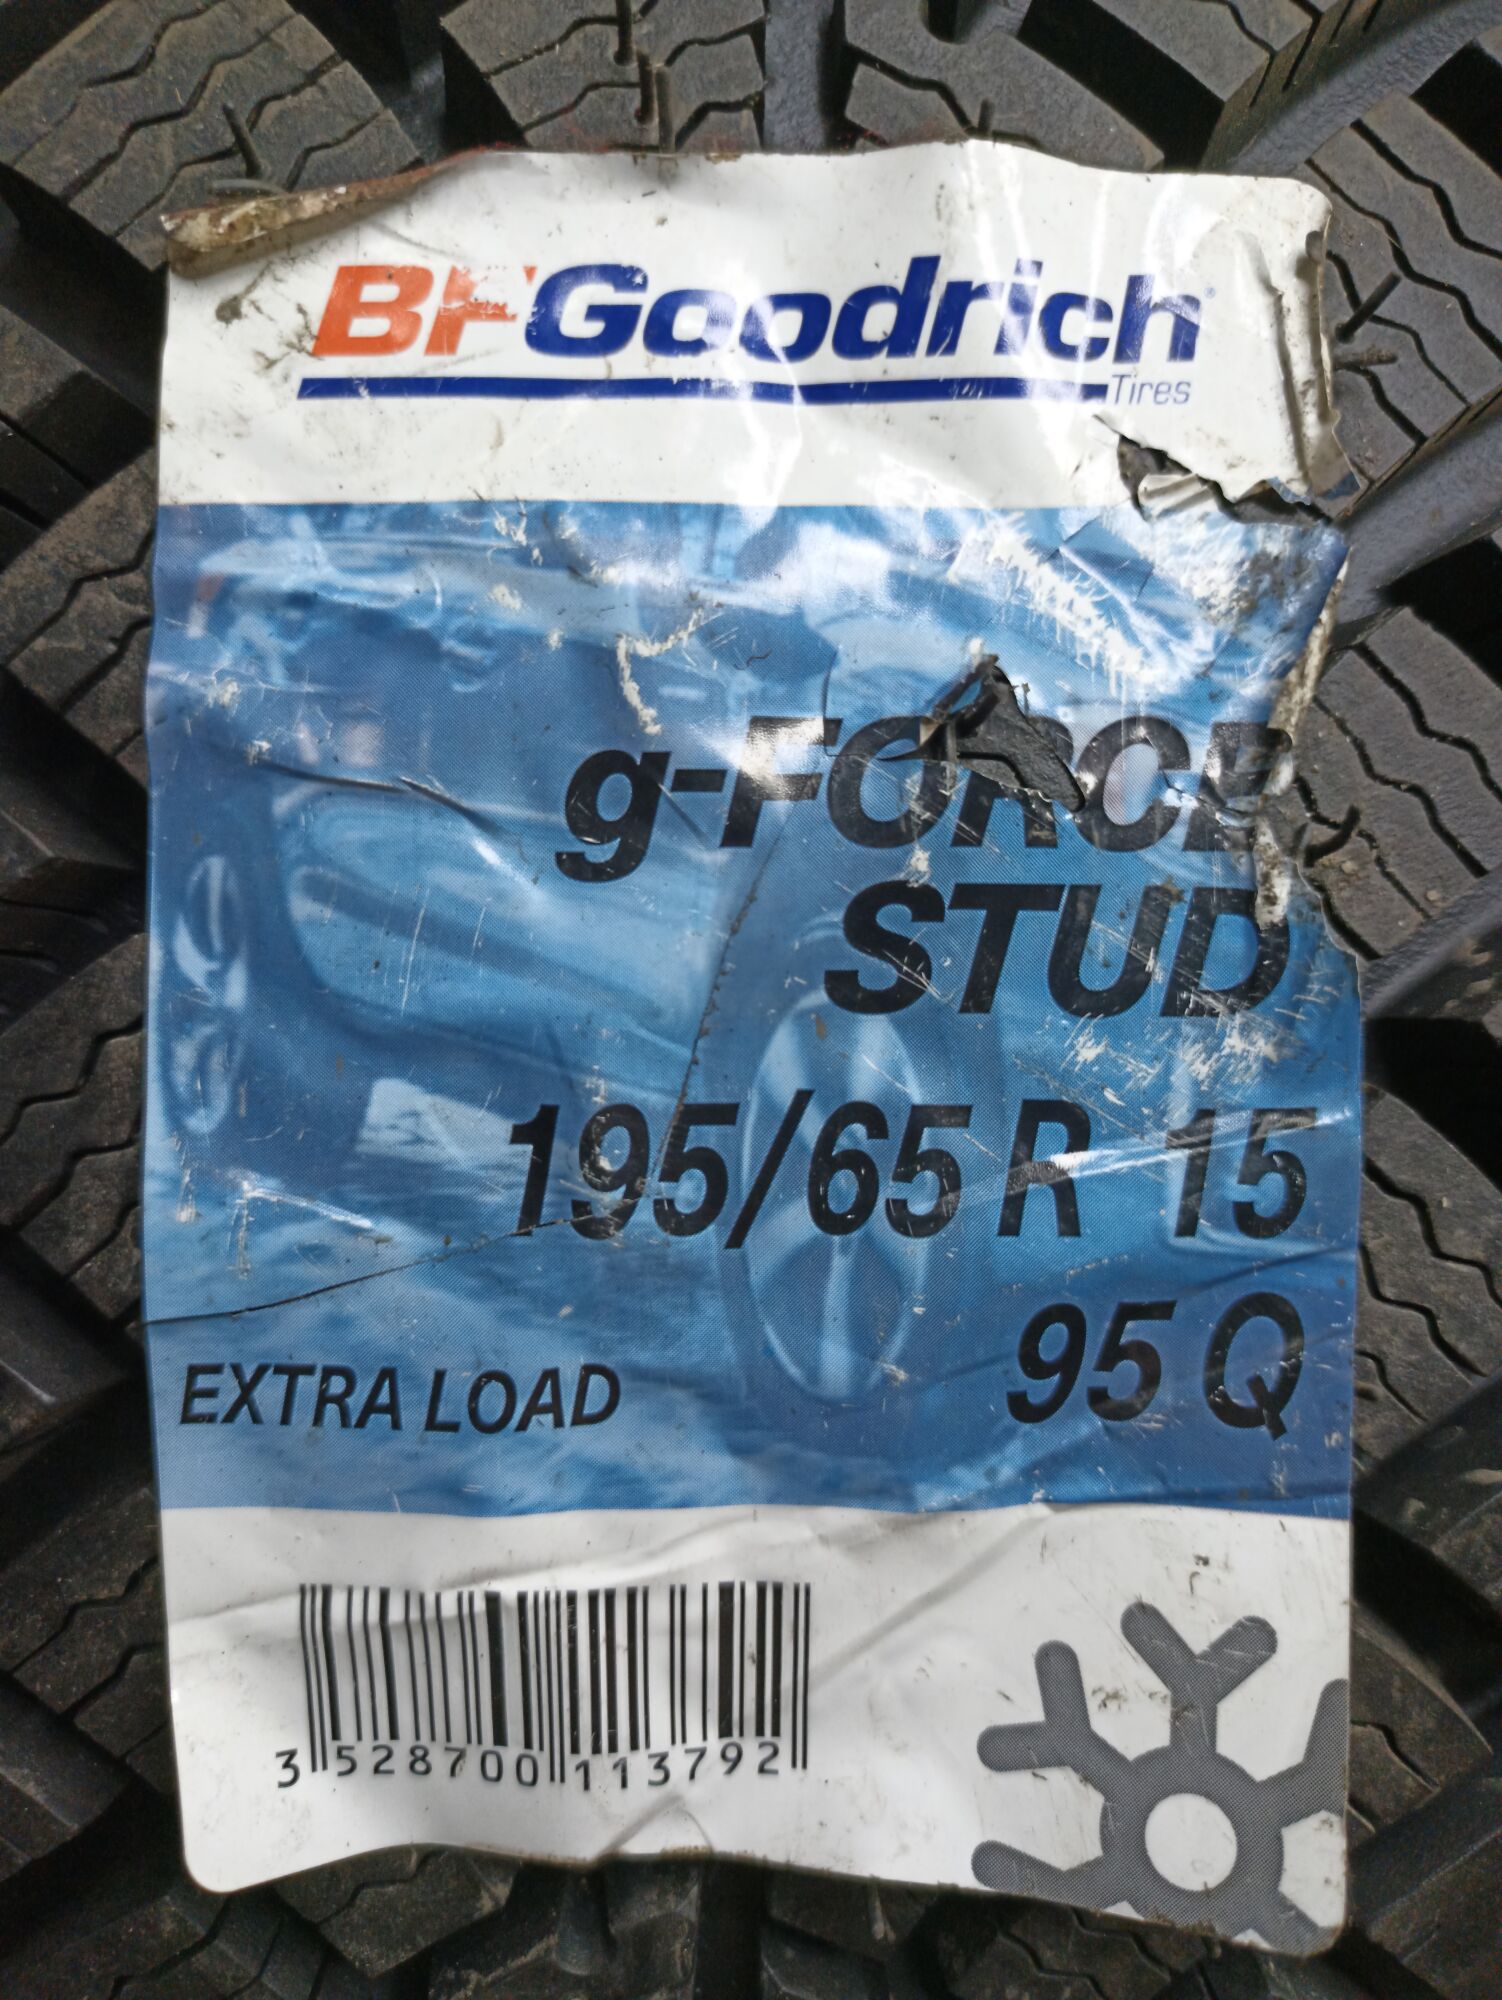 BFGoodrich
Tires
g-FORCE
STUD
195/65 R 15
95 Q
EXTRA LOAD
3 528700 113792